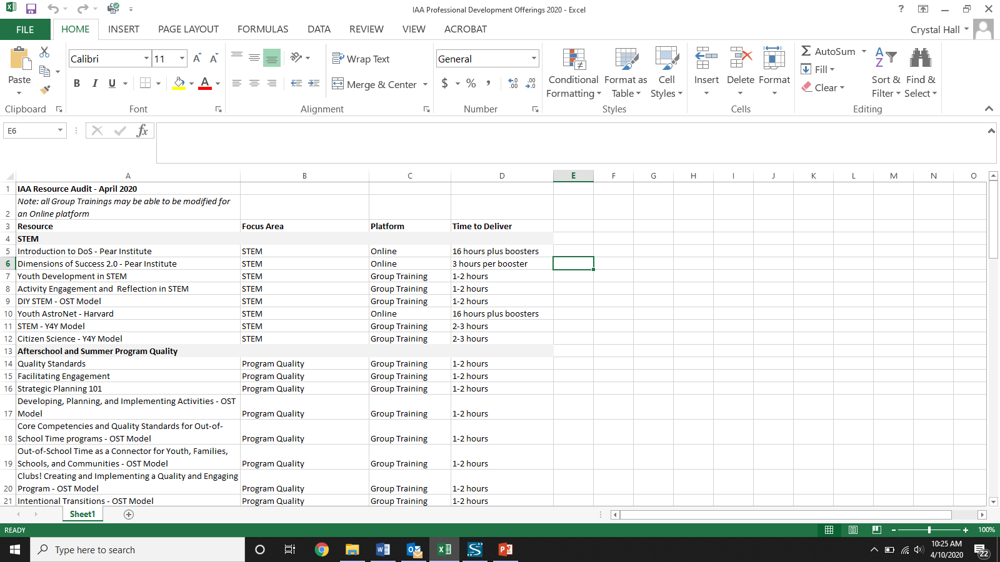 IAA Professional Development Offerings 2020 - Excel
FILE HOME INSERT PAGE LAYOUT FORMULAS DATA REVIEW VIEW ACROBAT Crystal Hall
Calibri 11 Wrap Text General AutoSum
Paste B I U A Merge & Center $ % Conditional Formatting Format as Table Cell Styles Insert Delete Format Fill Clear Sort & Filter Find & Select
Clipboard Font Alignment Number Styles Cells Editing
E6 fx
A B C D E F G H I J K L M N O
1 IAA Resource Audit - April 2020
Note: all Group Trainings may be able to be modified for
2 an Online platform
3 Resource Focus Area Platform Time to Deliver
4 STEM
5 Introduction to DoS - Pear Institute STEM Online 16 hours plus boosters
6 Dimensions of Success 2.0 - Pear Institute STEM Online 3 hours per booster
7 Youth Development in STEM STEM Group Training 1-2 hours
8 Activity Engagement and  Reflection in STEM STEM Group Training 1-2 hours
9 DIY STEM - OST Model STEM Group Training 1-2 hours
10 Youth AstroNet - Harvard STEM Online 16 hours plus boosters
11 STEM - Y4Y Model STEM Group Training 2-3 hours
12 Citizen Science - Y4Y Model STEM Group Training 2-3 hours
13 Afterschool and Summer Program Quality
14 Quality Standards Program Quality Group Training 1-2 hours
15 Facilitating Engagement Program Quality Group Training 1-2 hours
16 Strategic Planning 101 Program Quality Group Training 1-2 hours
Developing, Planning, and Implementing Activities - OST
17 Model Program Quality Group Training 1-2 hours
Core Competencies and Quality Standards for Out-of-
18 School Time programs - OST Model Program Quality Group Training 1-2 hours
Out-of-School Time as a Connector for Youth, Families,
19 Schools, and Communities - OST Model Program Quality Group Training 1-2 hours
Clubs! Creating and Implementing a Quality and Engaging
20 Program - OST Model Program Quality Group Training 1-2 hours
21 Intentional Transitions - OST Model Program Quality Group Training 1-2 hours
Sheet1
READY 100%
Type here to search 10:25 AM
4/10/2020 22